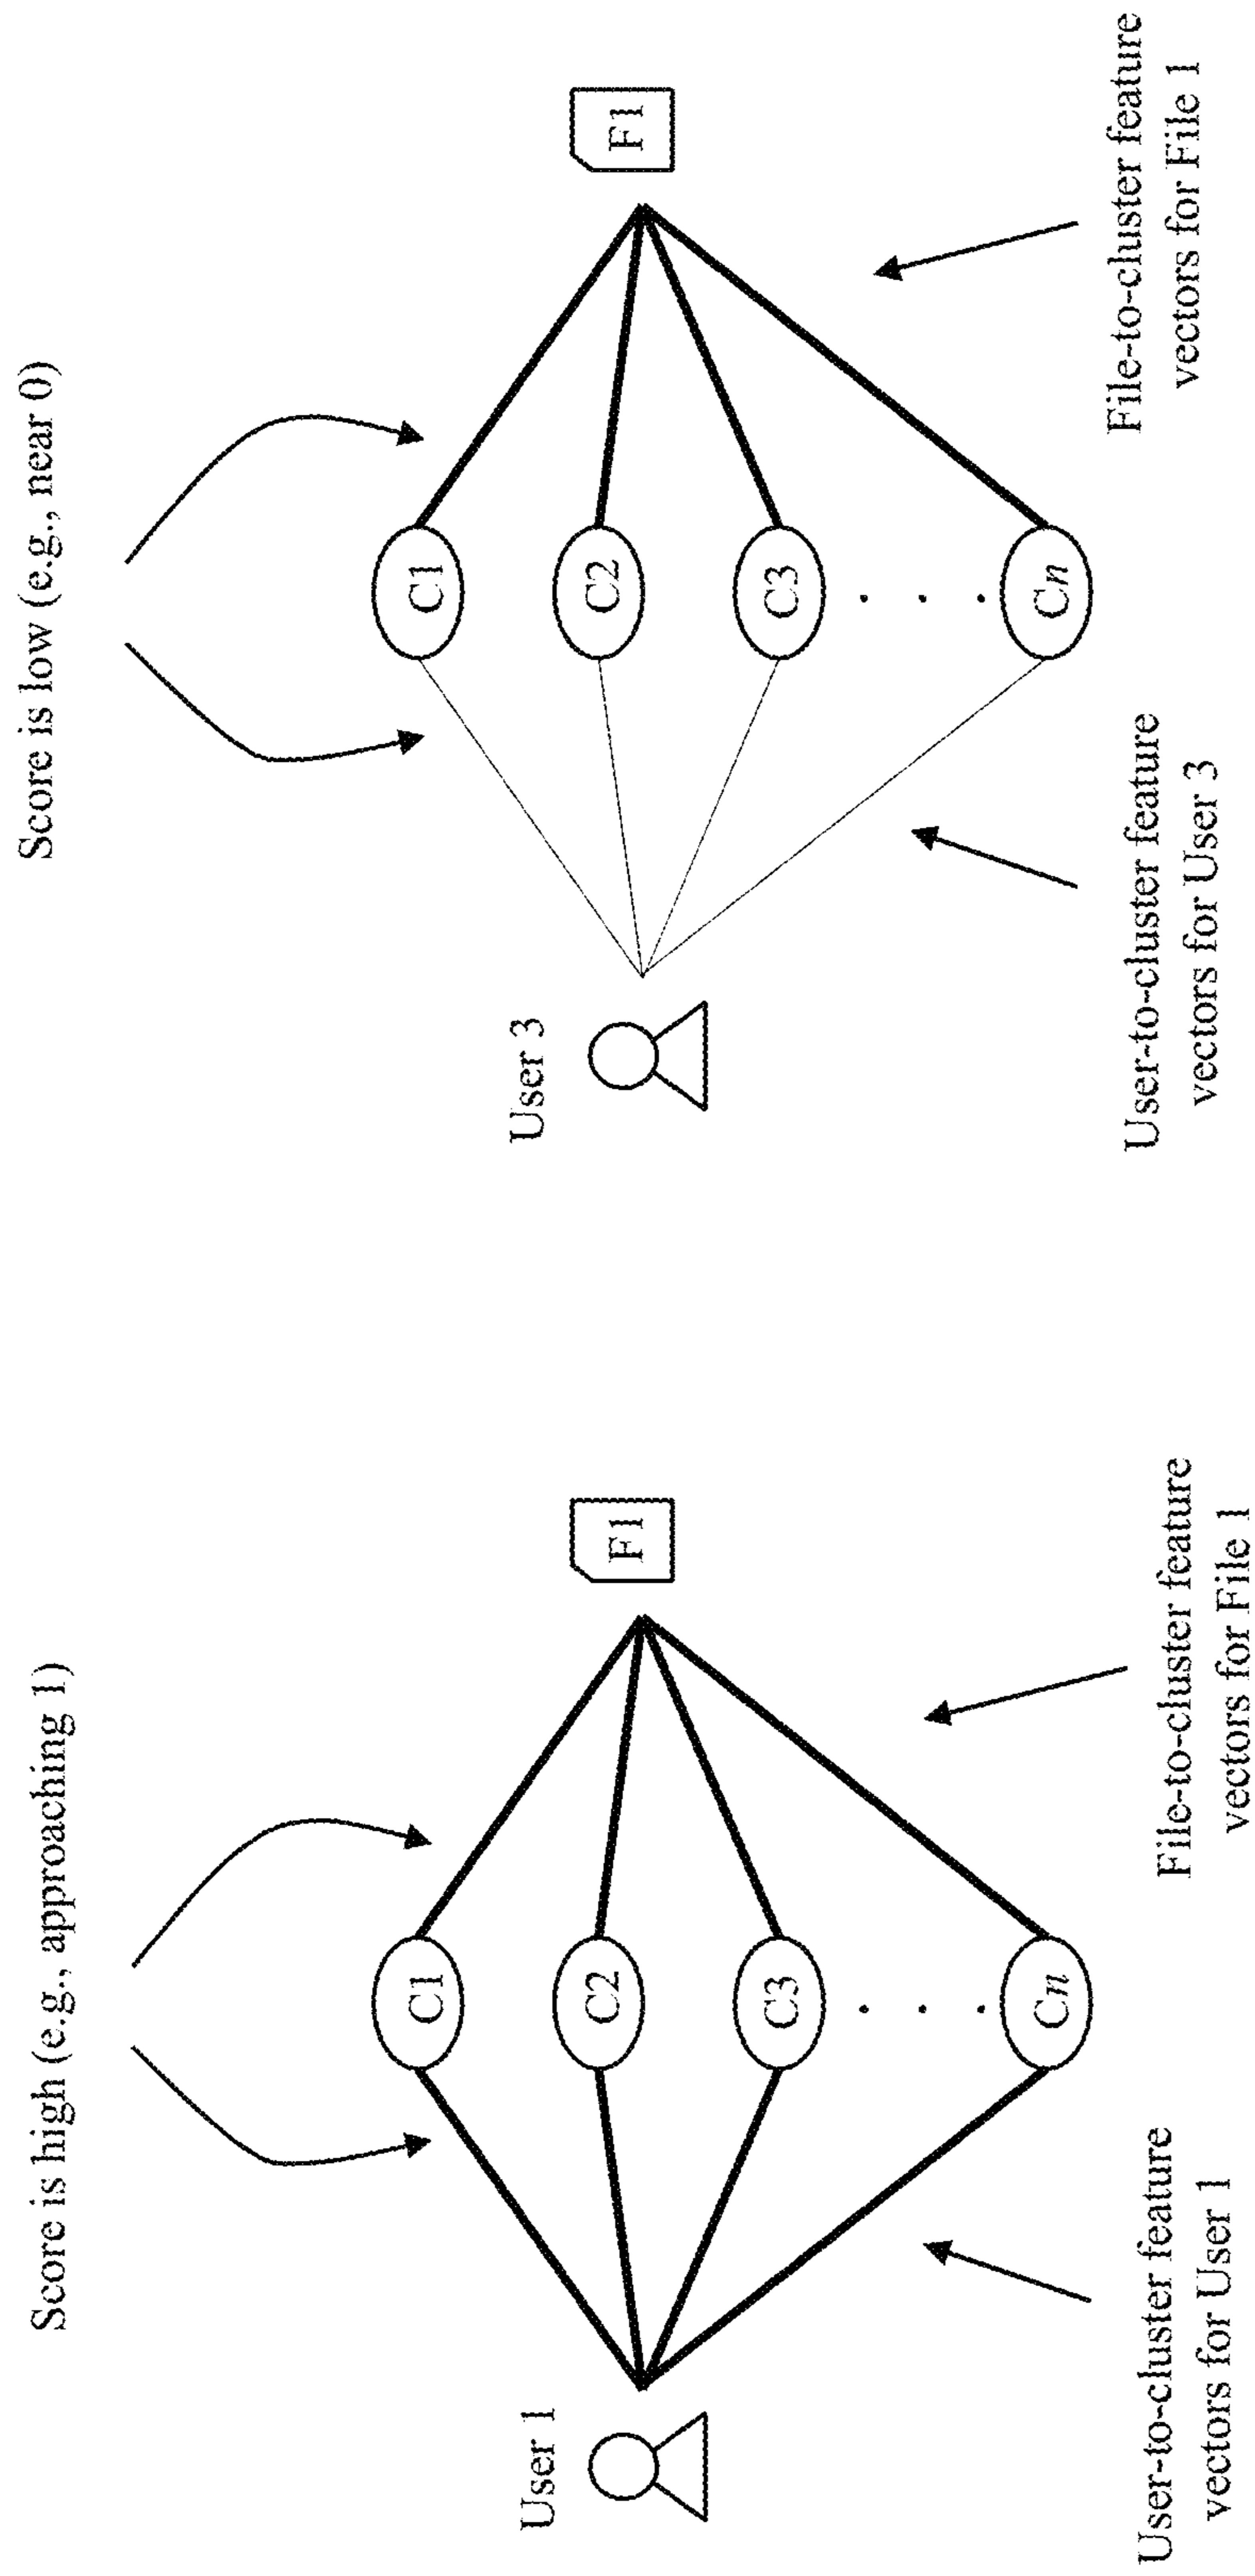 Score is high (e.g., approaching 1)
User 1
C1
C2
C3
. . .
Cn
F1
User-to-cluster feature
vectors for User 1
File-to-cluster feature
vectors for File 1
Score is low (e.g., near 0)
User 3
C1
C2
C3
. . .
Cn
F1
User-to-cluster feature
vectors for User 3
File-to-cluster feature
vectors for File 1